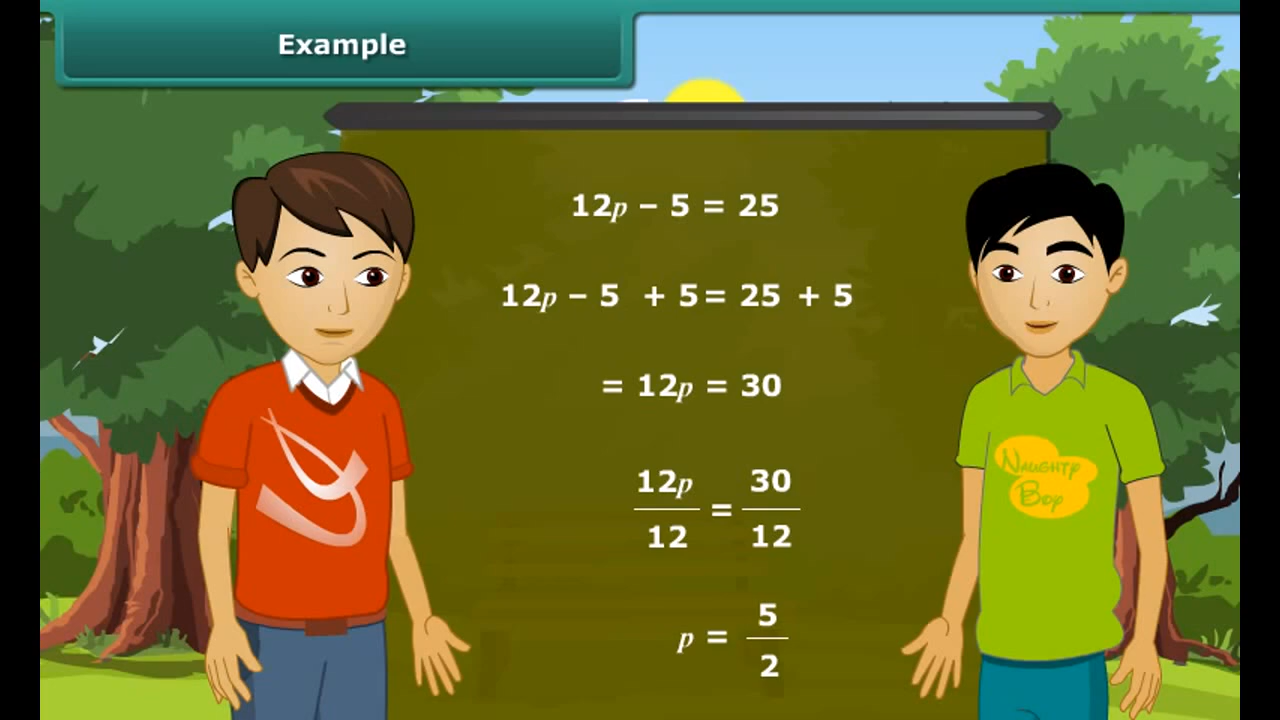 Example
12p − 5 = 25
12p − 5 + 5 = 25 + 5
= 12p = 30
12p/12 = 30/12
p = 5/2
Naughty
Boy